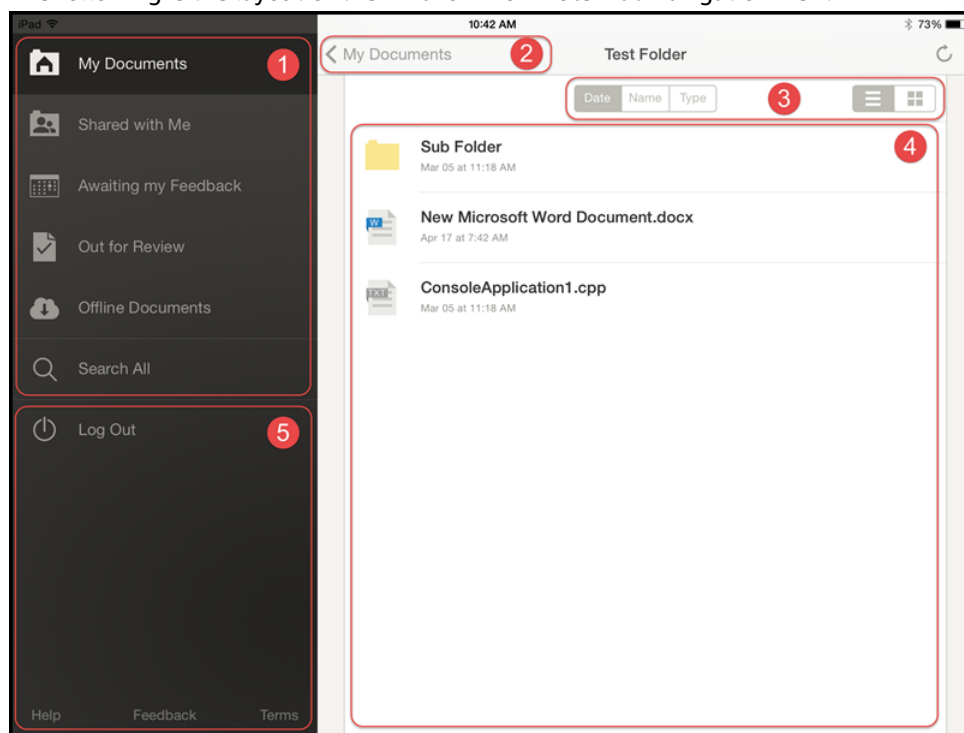 iPad
10:42 AM
73%
My Documents
1
My Documents
2
Test Folder
Date Name Type
3
Shared with Me
4
Sub Folder
Mar 05 at 11:18 AM
Awaiting my Feedback
W
New Microsoft Word Document.docx
Apr 17 at 7:42 AM
Out for Review
TXT
ConsoleApplication1.cpp
Mar 05 at 11:18 AM
Offline Documents
Search All
Log Out
5
Help Feedback Terms